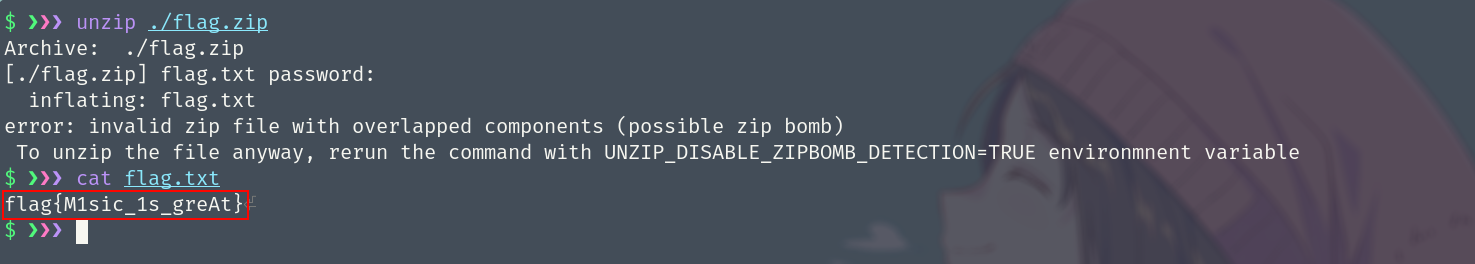 $ ❯❯❯ unzip ./flag.zip
Archive:  ./flag.zip
[./flag.zip] flag.txt password:
  inflating: flag.txt
error: invalid zip file with overlapped components (possible zip bomb)
 To unzip the file anyway, rerun the command with UNZIP_DISABLE_ZIPBOMB_DETECTION=TRUE environmnent variable
$ ❯❯❯ cat flag.txt
flag{M1sic_1s_greAt}⏎
$ ❯❯❯